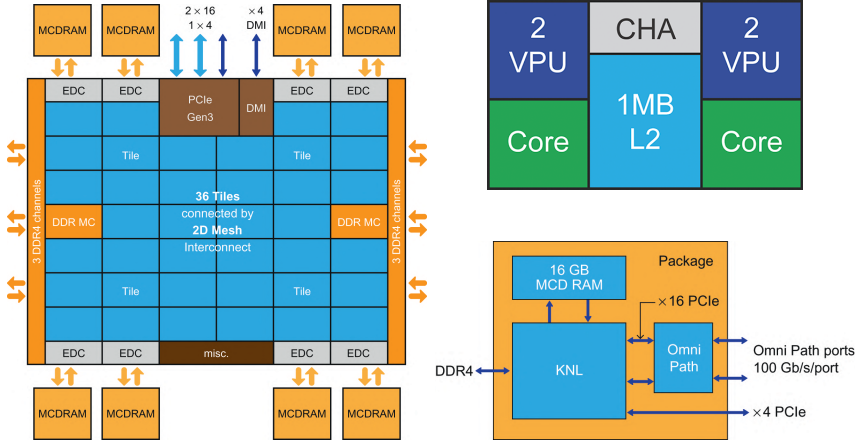 MCDRAM
MCDRAM
2 × 16
1 × 4
× 4
DMI
MCDRAM
MCDRAM
EDC
EDC
PCIe
Gen3
DMI
EDC
EDC
Tile
Tile
3 DDR4 channels
DDR MC
36 Tiles
connected by
2D Mesh
Interconnect
DDR MC
3 DDR4 channels
Tile
Tile
EDC
EDC
misc.
EDC
EDC
MCDRAM
MCDRAM
MCDRAM
MCDRAM
2
VPU
CHA
2
VPU
Core
1MB
L2
Core
Package
16 GB
MCD RAM
×16 PCIe
DDR4
KNL
Omni
Path
Omni Path ports
100 Gb/s/port
×4 PCIe